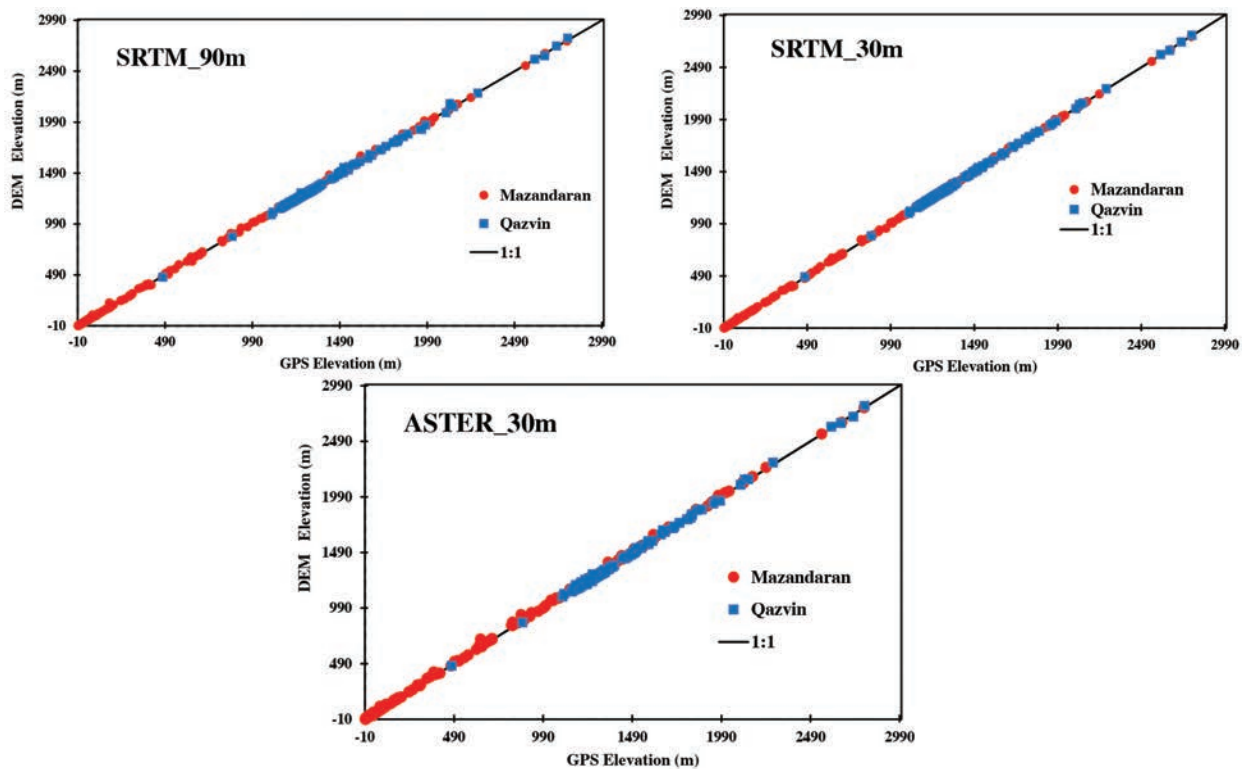 2990
2490
1990
1490
990
490
-10
DEM Elevation (m)
SRTM_90m
Mazandaran
Qazvin
1:1
-10 490 990 1490 1990 2490 2990
GPS Elevation (m)
2990
2490
1990
1490
990
490
-10
DEM Elevation (m)
SRTM_30m
Mazandaran
Qazvin
1:1
-10 490 990 1490 1990 2490 2990
GPS Elevation (m)
2990
2490
1990
1490
990
490
-10
DEM Elevation (m)
ASTER_30m
Mazandaran
Qazvin
1:1
-10 490 990 1490 1990 2490 2990
GPS Elevation (m)